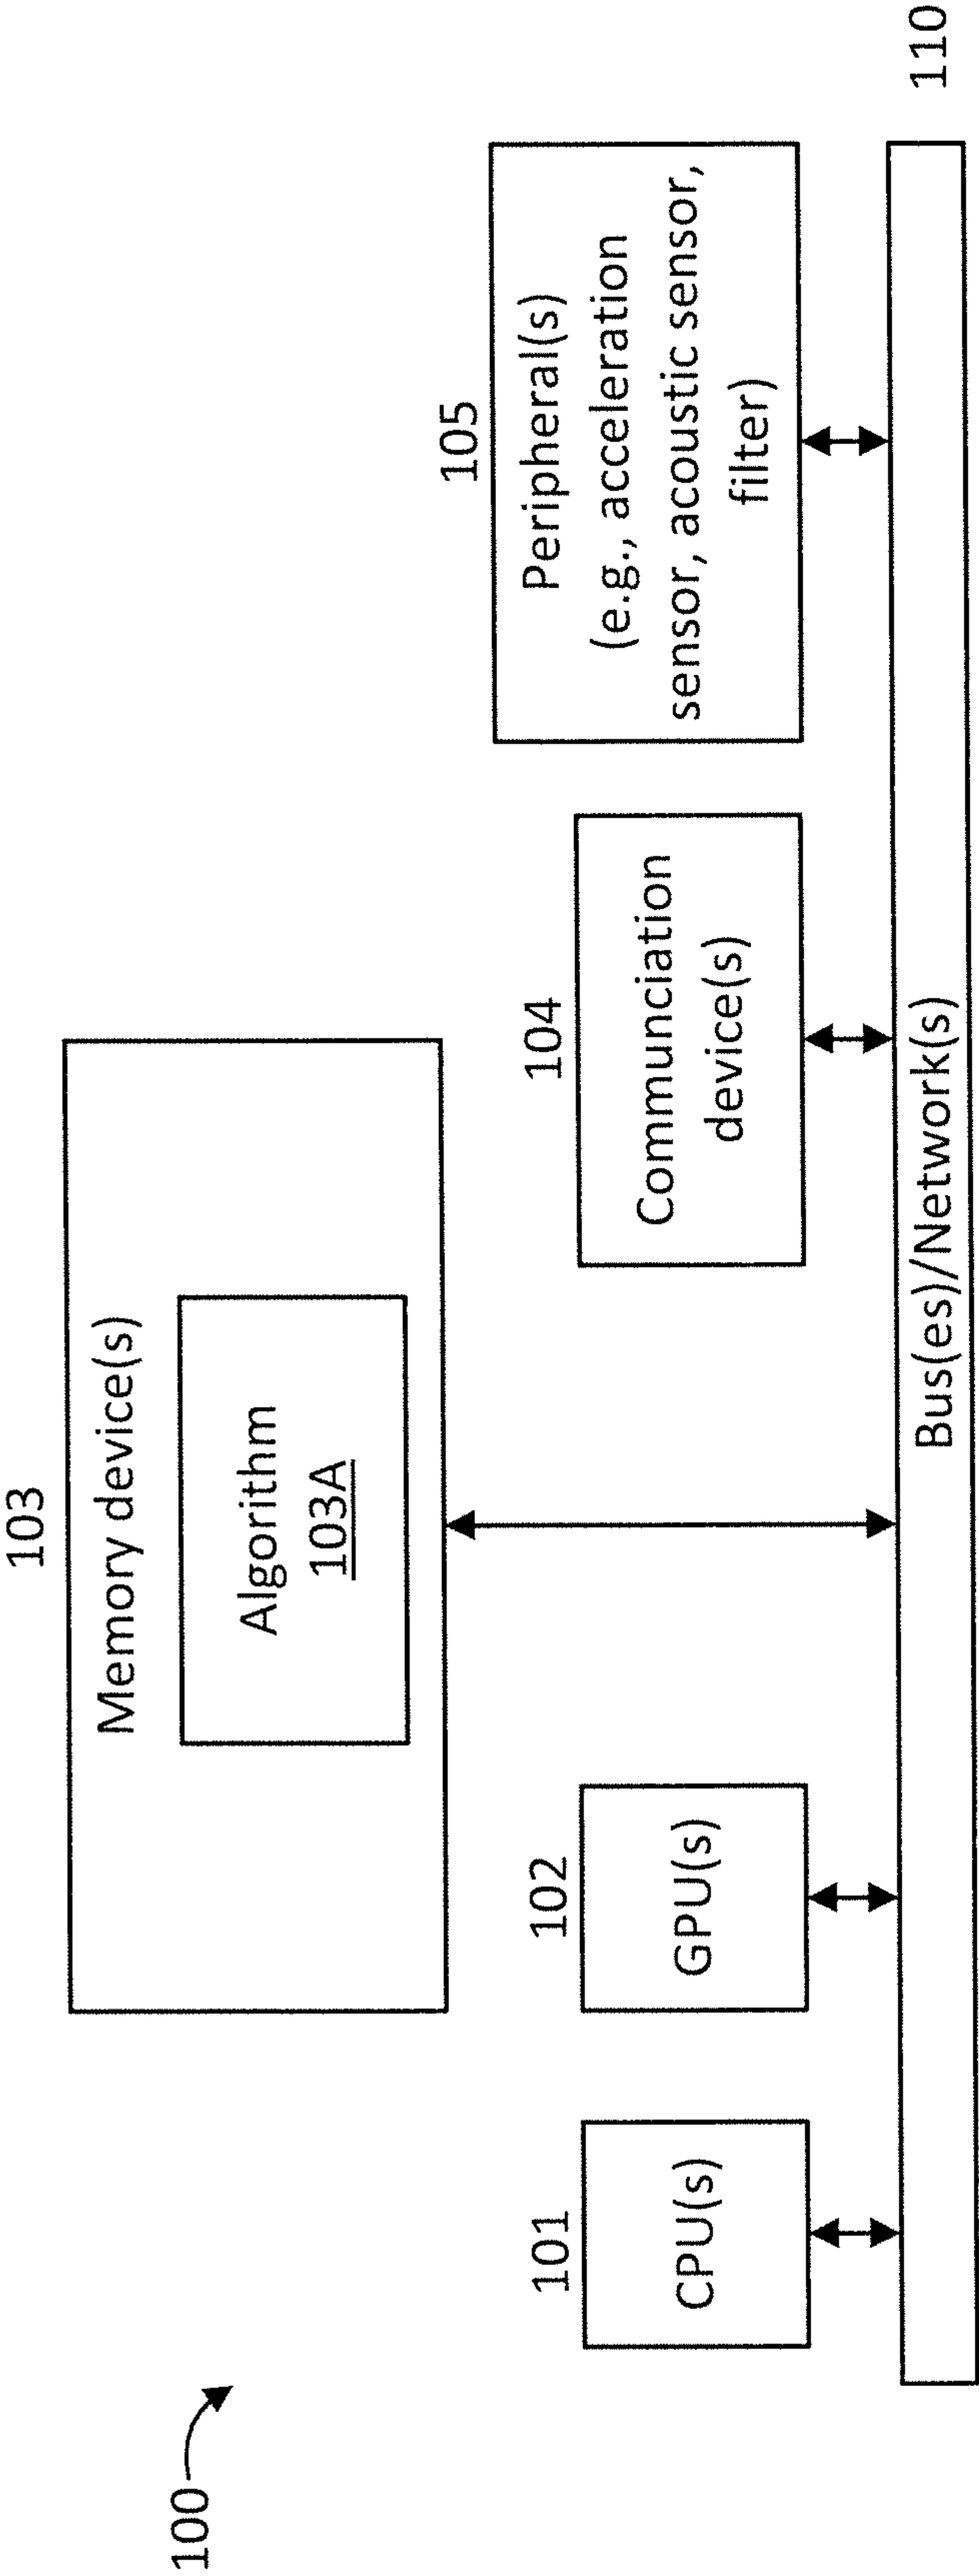 100
103
Memory device(s)
Algorithm
103A
101
CPU(s)
102
GPU(s)
104
Communciation
device(s)
105
Peripheral(s)
(e.g., acceleration
sensor, acoustic sensor,
filter)
Bus(es)/Network(s)
110